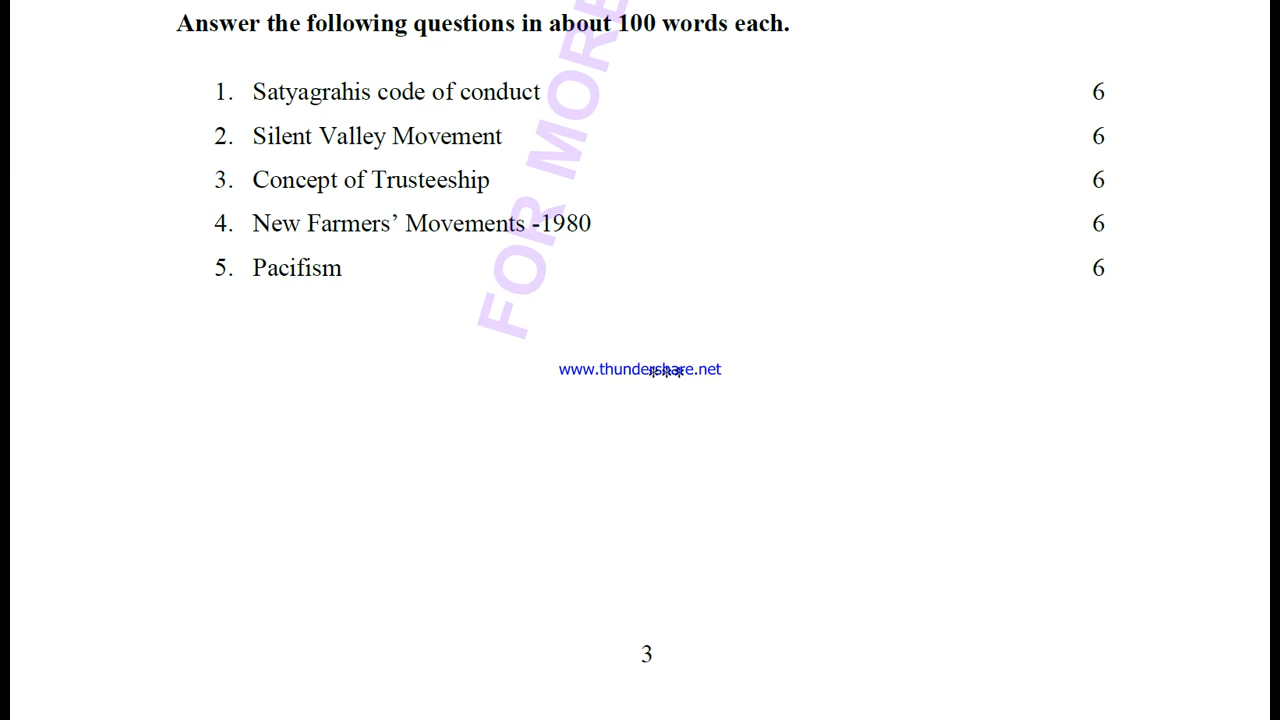 Answer the following questions in about 100 words each.
1. Satyagrahis code of conduct 6
2. Silent Valley Movement 6
3. Concept of Trusteeship 6
4. New Farmers’ Movements -1980 6
5. Pacifism 6
FOR MORE
www.thundershare.net
***
3